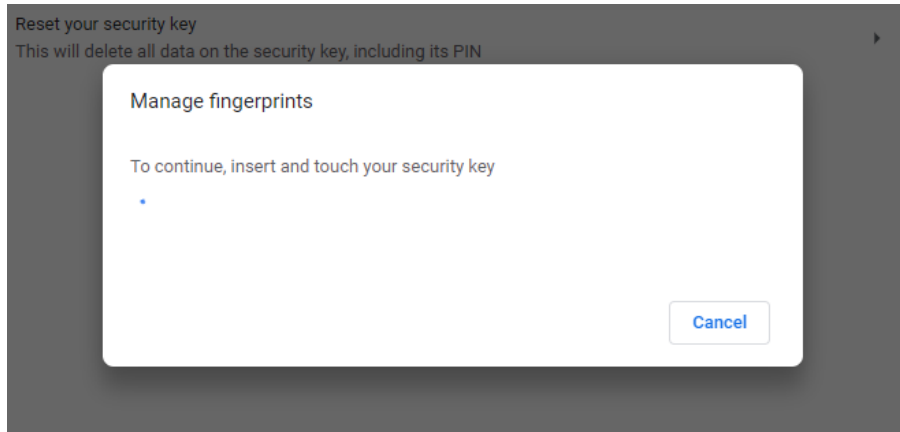 Reset your security key
This will delete all data on the security key, including its PIN
Manage fingerprints
To continue, insert and touch your security key
Cancel